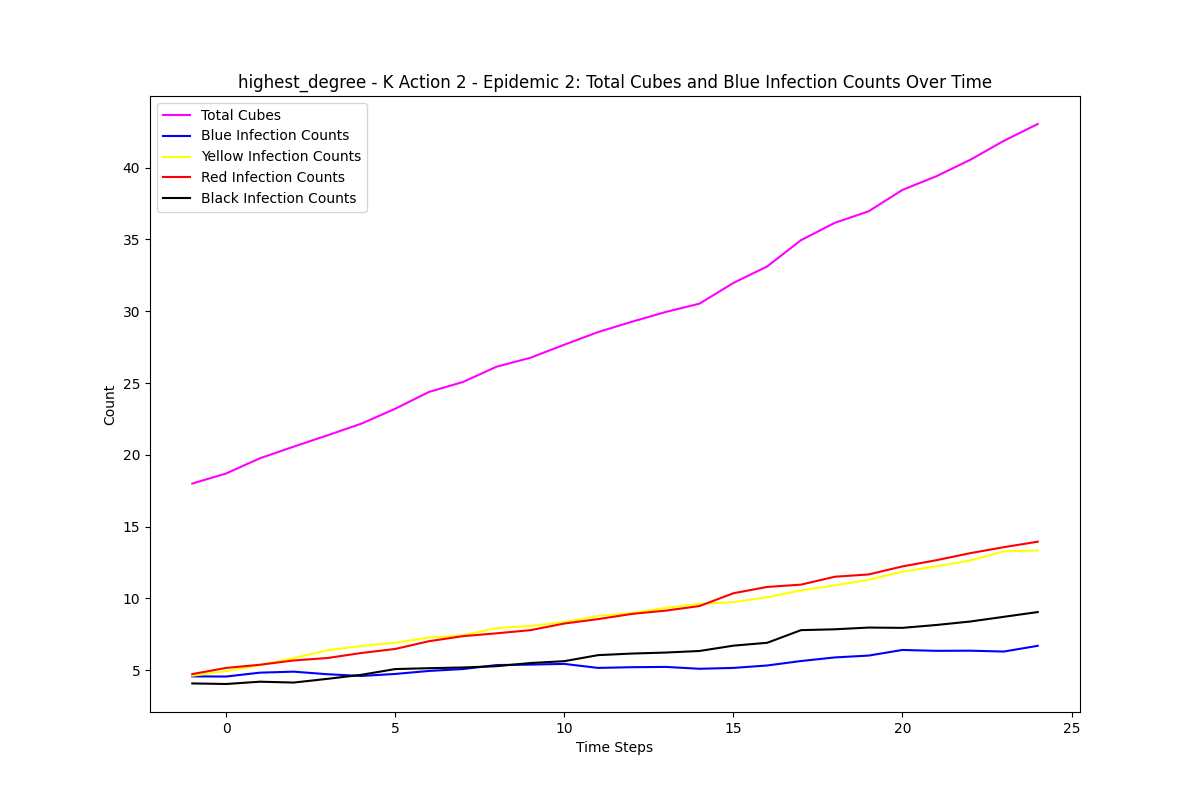 highest_degree - K Action 2 - Epidemic 2: Total Cubes and Blue Infection Counts Over Time
Total Cubes
Blue Infection Counts
Yellow Infection Counts
Red Infection Counts
Black Infection Counts
40
35
30
25
20
15
10
5
Count
0
5
10
15
20
25
Time Steps